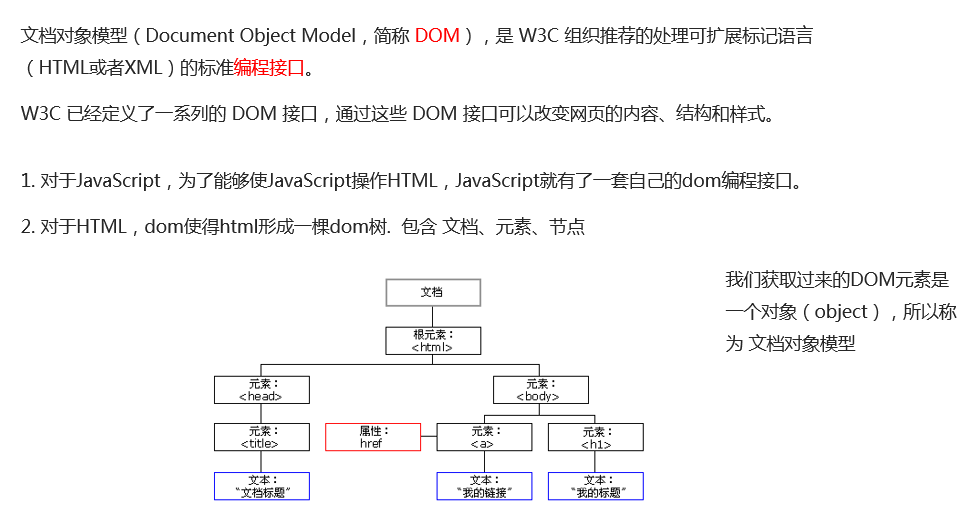 文档对象模型（Document Object Model，简称 DOM），是 W3C 组织推荐的处理可扩展标记语言
（HTML或者XML）的标准编程接口。
W3C 已经定义了一系列的 DOM 接口，通过这些 DOM 接口可以改变网页的内容、结构和样式。
1. 对于JavaScript，为了能够使JavaScript操作HTML，JavaScript就有了一套自己的dom编程接口。
2. 对于HTML，dom使得html形成一棵dom树. 包含 文档、元素、节点
我们获取过来的DOM元素是
一个对象（object），所以称
为 文档对象模型
文档
根元素：
<html>
元素：
<head>
元素：
<body>
元素：
<title>
属性：
href
元素：
<a>
元素：
<h1>
文本：
“文档标题”
文本：
“我的链接”
文本：
“我的标题”